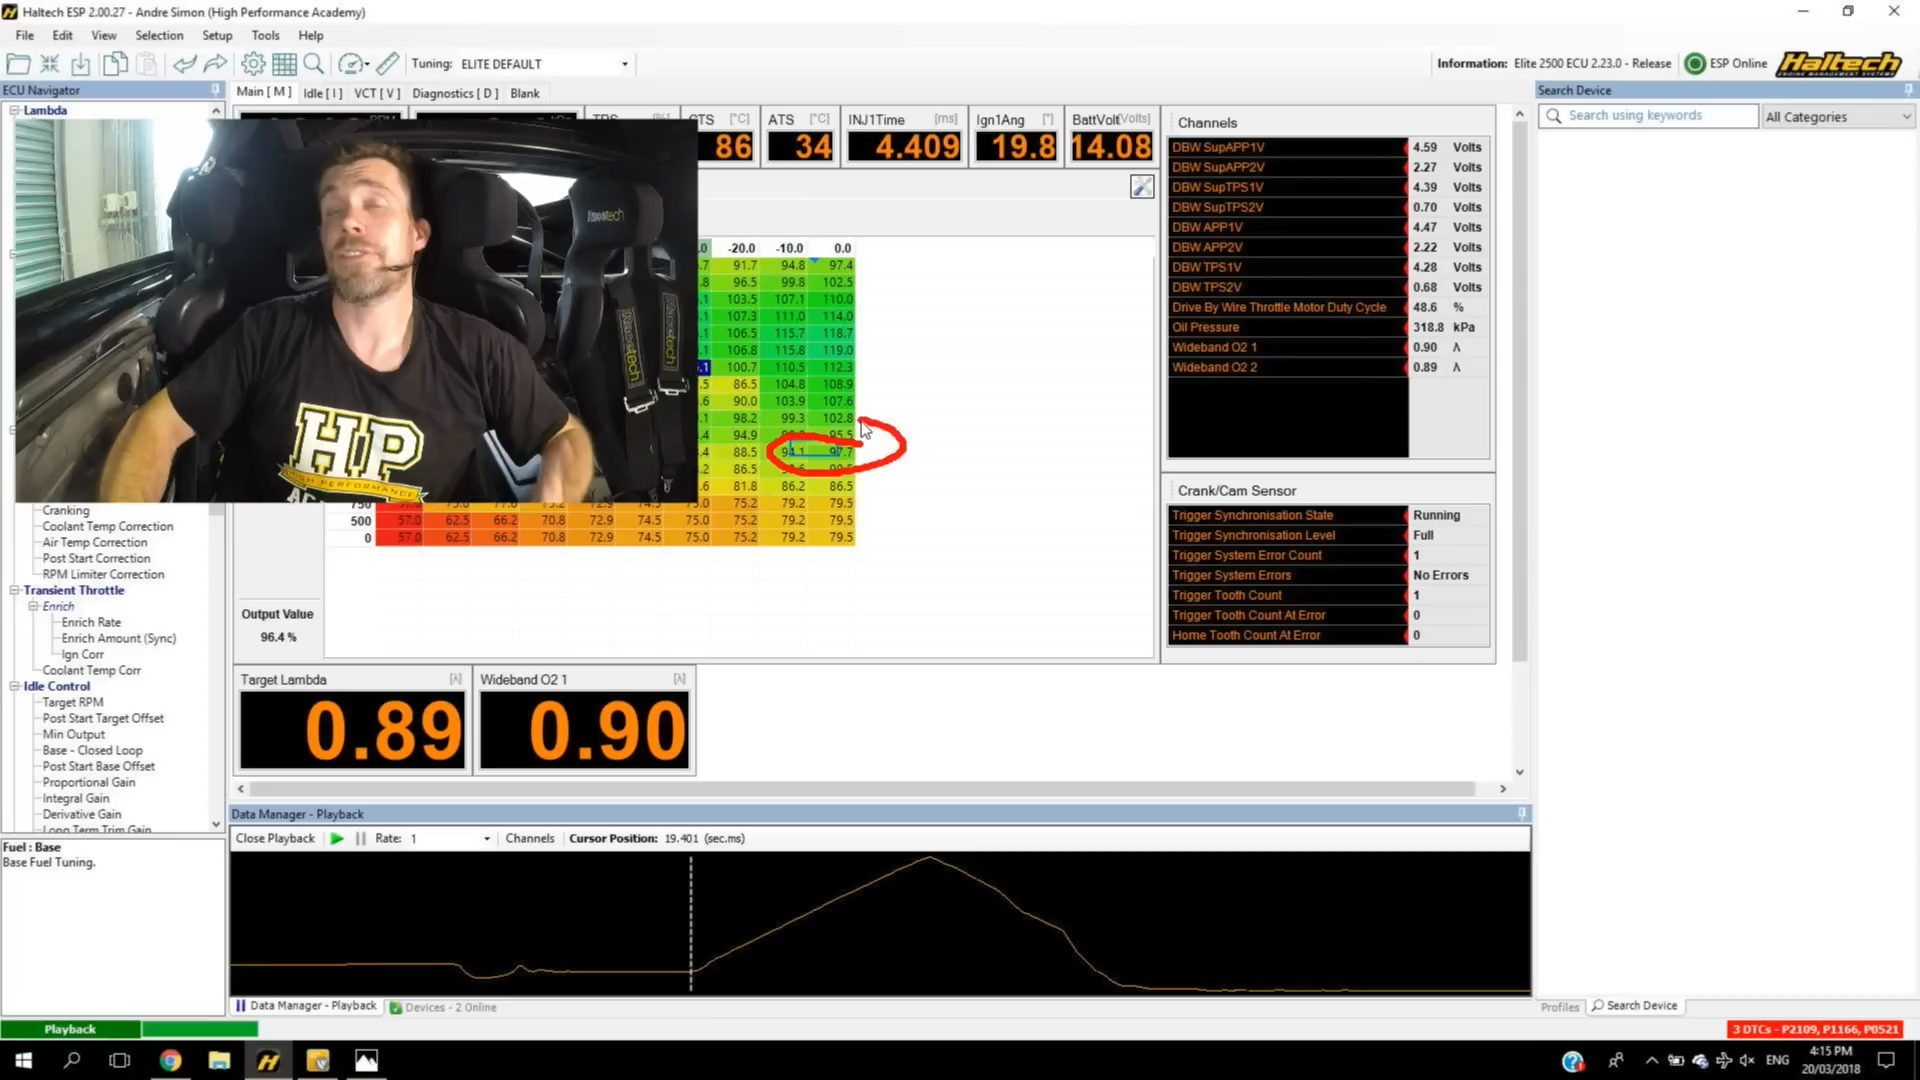 Haltech ESP 2.00.27 - Andre Simon (High Performance Academy)
File Edit View Selection Setup Tools Help
Tuning: ELITE DEFAULT
Information: Elite 2500 ECU 2.23.0 - Release
ESP Online
Haltech
ENGINE MANAGEMENT SYSTEMS
ECU Navigator
Lambda
Cranking
Coolant Temp Correction
Air Temp Correction
Post Start Correction
RPM Limiter Correction
Transient Throttle
Enrich
Enrich Rate
Enrich Amount (Sync)
Ign Corr
Coolant Temp Corr
Idle Control
Target RPM
Post Start Target Offset
Min Output
Base - Closed Loop
Post Start Base Offset
Proportional Gain
Integral Gain
Derivative Gain
Long Term Trim Gain
Fuel : Base
Base Fuel Tuning.
Main [ M ] Idle [ I ] VCT [ V ] Diagnostics [ D ] Blank
CTS [°C] ATS [°C] INJ1Time [ms] Ign1Ang [°] BattVolt [Volts]
86 34 4.409 19.8 14.08
Racetech
Racetech
HP
HIGH PERFORMANCE
-20.0 -10.0 0.0
91.7 94.8 97.4
96.5 99.8 102.5
103.5 107.1 110.0
107.3 111.0 114.0
106.5 115.7 118.7
106.8 115.8 119.0
100.7 110.5 112.3
86.5 104.8 108.9
90.0 103.9 107.6
98.2 99.3 102.8
94.9 95.5
88.5
86.5
81.8 86.2 86.5
75.2 79.2 79.5
500 57.0 62.5 66.2 70.8 72.9 74.5 75.0 75.2 79.2 79.5
0 57.0 62.5 66.2 70.8 72.9 74.5 75.0 75.2 79.2 79.5
Output Value
96.4 %
Target Lambda [λ]
0.89
Wideband O2 1 [λ]
0.90
Channels
DBW SupAPP1V 4.59 Volts
DBW SupAPP2V 2.27 Volts
DBW SupTPS1V 4.39 Volts
DBW SupTPS2V 0.70 Volts
DBW APP1V 4.47 Volts
DBW APP2V 2.22 Volts
DBW TPS1V 4.28 Volts
DBW TPS2V 0.68 Volts
Drive By Wire Throttle Motor Duty Cycle 48.6 %
Oil Pressure 318.8 kPa
Wideband O2 1 0.90 λ
Wideband O2 2 0.89 λ
Crank/Cam Sensor
Trigger Synchronisation State Running
Trigger Synchronisation Level Full
Trigger System Error Count 1
Trigger System Errors No Errors
Trigger Tooth Count 1
Trigger Tooth Count At Error 0
Home Tooth Count At Error 0
Search Device
Search using keywords
All Categories
Data Manager - Playback
Close Playback Rate: 1 Channels Cursor Position: 19.401 (sec.ms)
Data Manager - Playback Devices - 2 Online
Profiles Search Device
Playback
3 DTCs - P2109, P1166, P0521
ENG
4:15 PM
20/03/2018